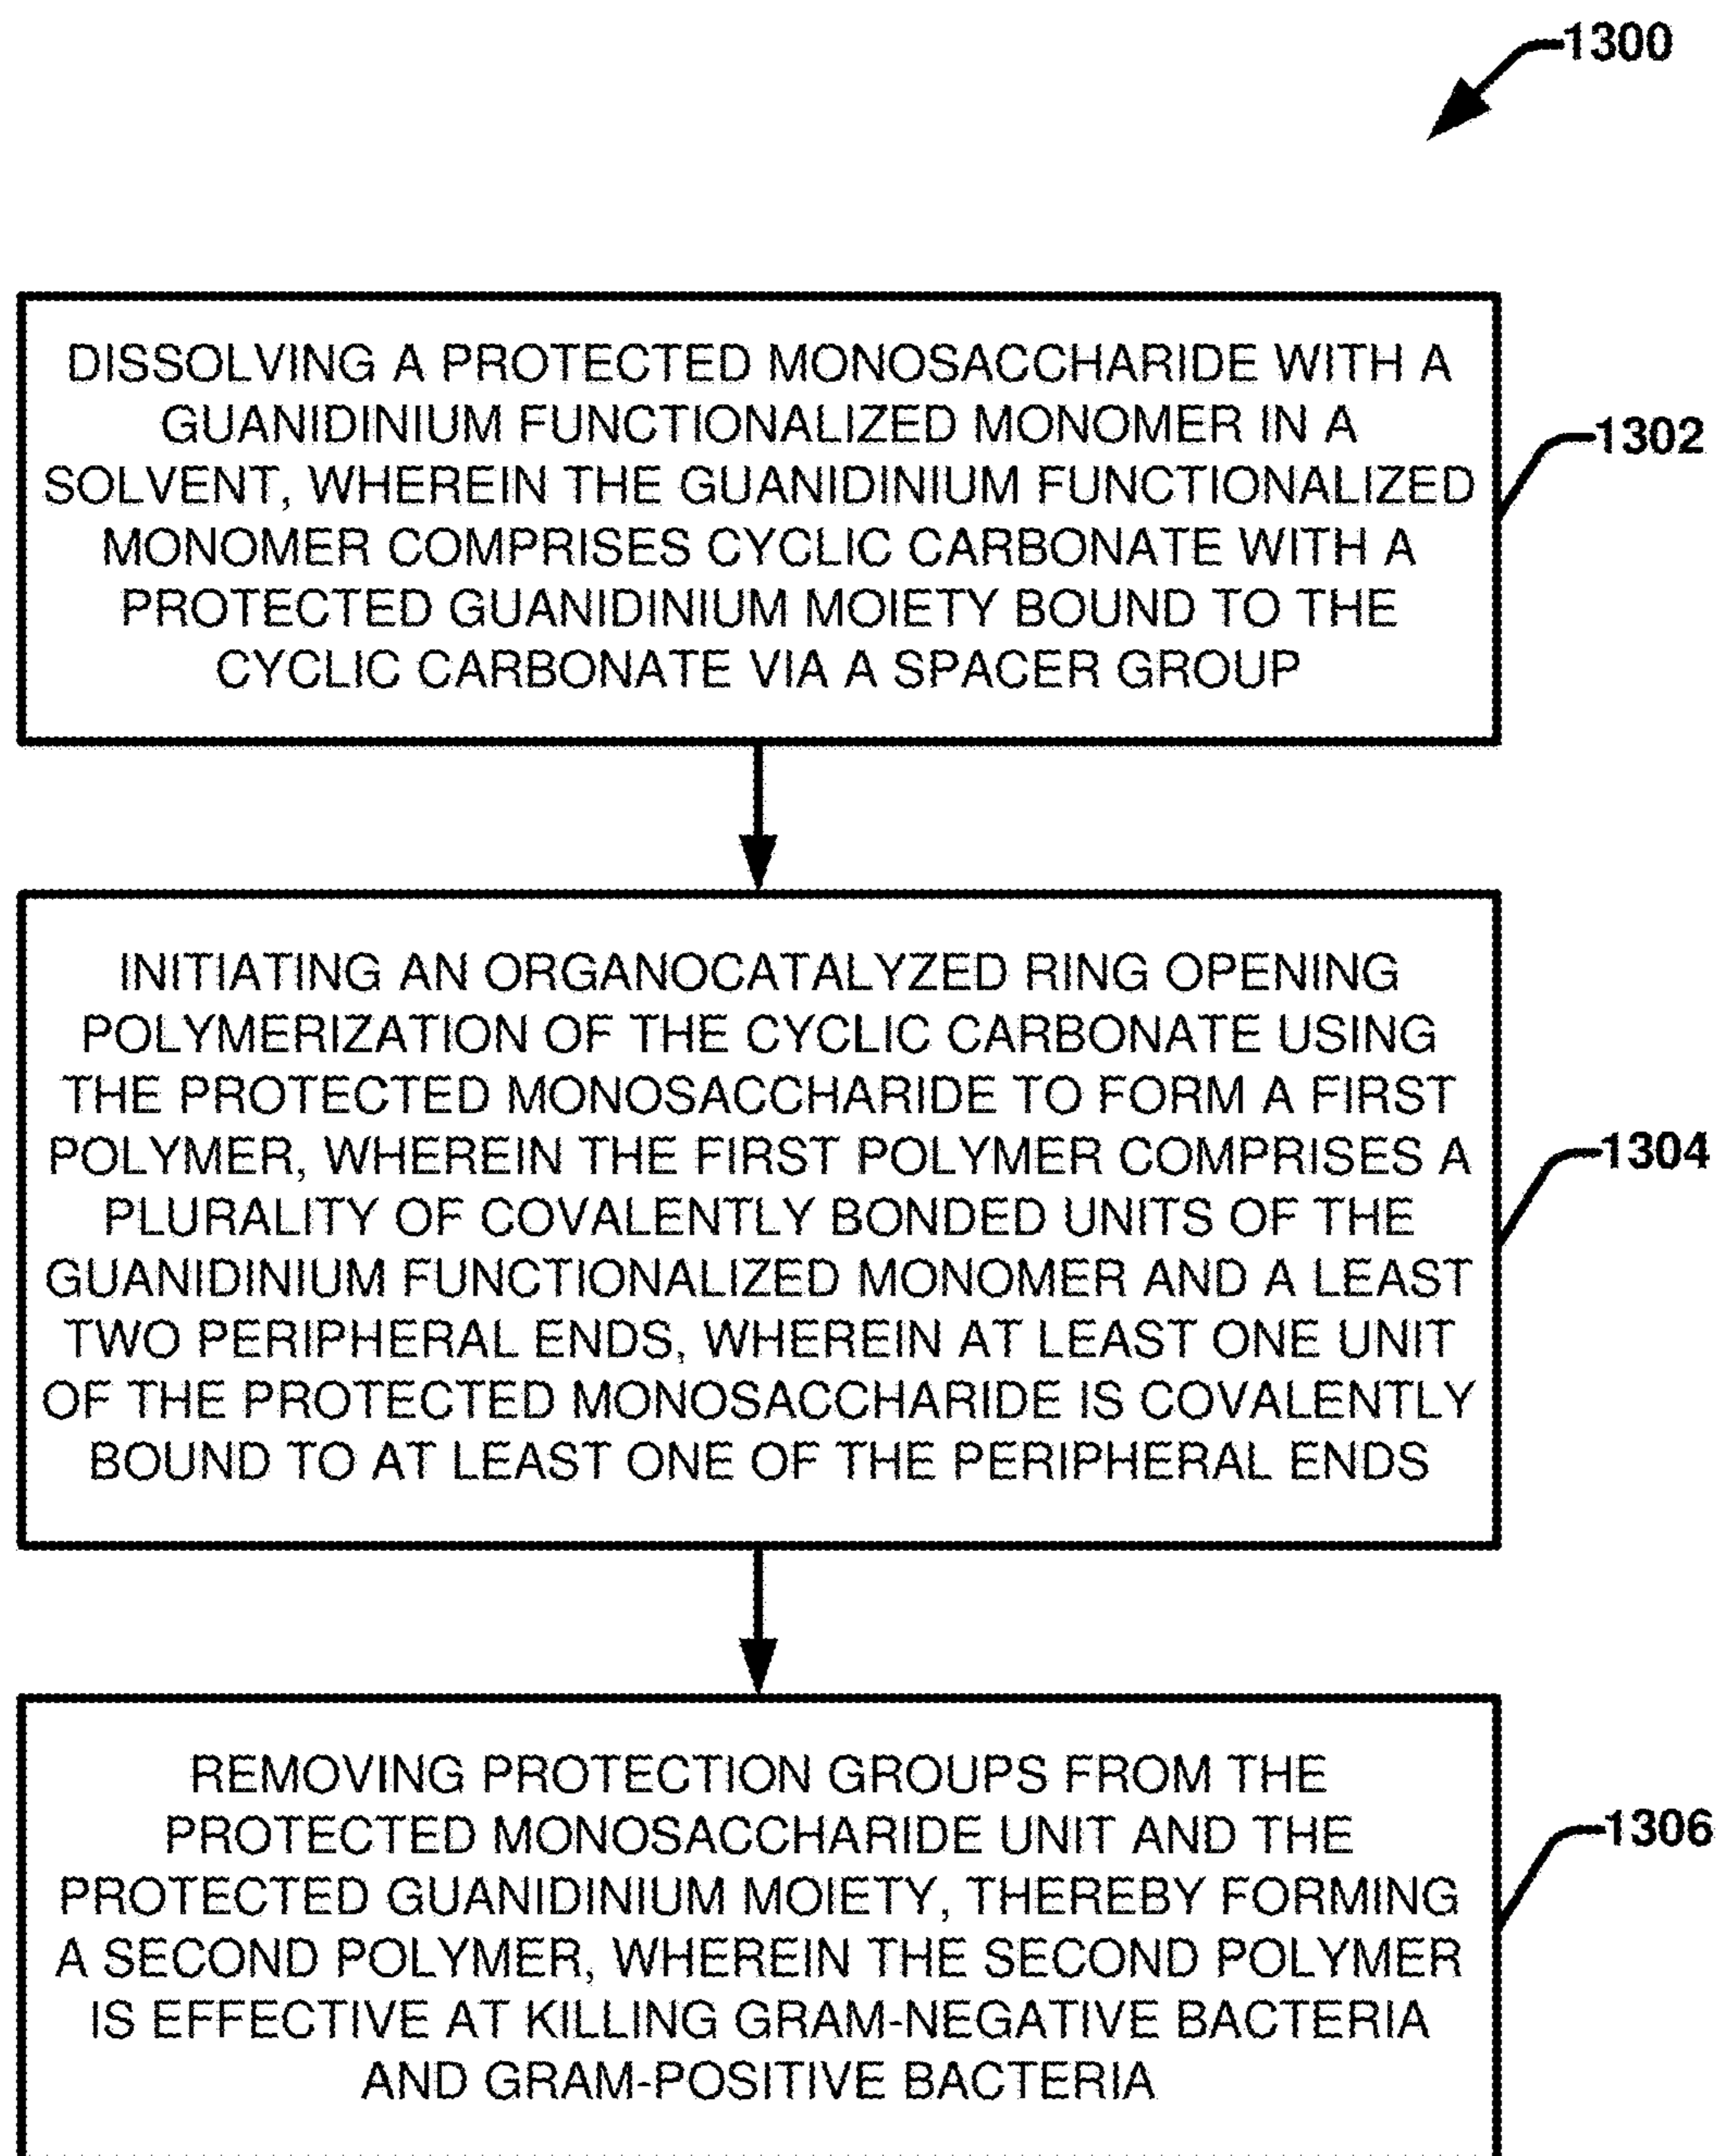 1300
DISSOLVING A PROTECTED MONOSACCHARIDE WITH A
GUANIDINIUM FUNCTIONALIZED MONOMER IN A
SOLVENT, WHEREIN THE GUANIDINIUM FUNCTIONALIZED
MONOMER COMPRISES CYCLIC CARBONATE WITH A
PROTECTED GUANIDINIUM MOIETY BOUND TO THE
CYCLIC CARBONATE VIA A SPACER GROUP
1302
INITIATING AN ORGANOCATALYZED RING OPENING
POLYMERIZATION OF THE CYCLIC CARBONATE USING
THE PROTECTED MONOSACCHARIDE TO FORM A FIRST
POLYMER, WHEREIN THE FIRST POLYMER COMPRISES A
PLURALITY OF COVALENTLY BONDED UNITS OF THE
GUANIDINIUM FUNCTIONALIZED MONOMER AND A LEAST
TWO PERIPHERAL ENDS, WHEREIN AT LEAST ONE UNIT
OF THE PROTECTED MONOSACCHARIDE IS COVALENTLY
BOUND TO AT LEAST ONE OF THE PERIPHERAL ENDS
1304
REMOVING PROTECTION GROUPS FROM THE
PROTECTED MONOSACCHARIDE UNIT AND THE
PROTECTED GUANIDINIUM MOIETY, THEREBY FORMING
A SECOND POLYMER, WHEREIN THE SECOND POLYMER
IS EFFECTIVE AT KILLING GRAM-NEGATIVE BACTERIA
AND GRAM-POSITIVE BACTERIA
1306